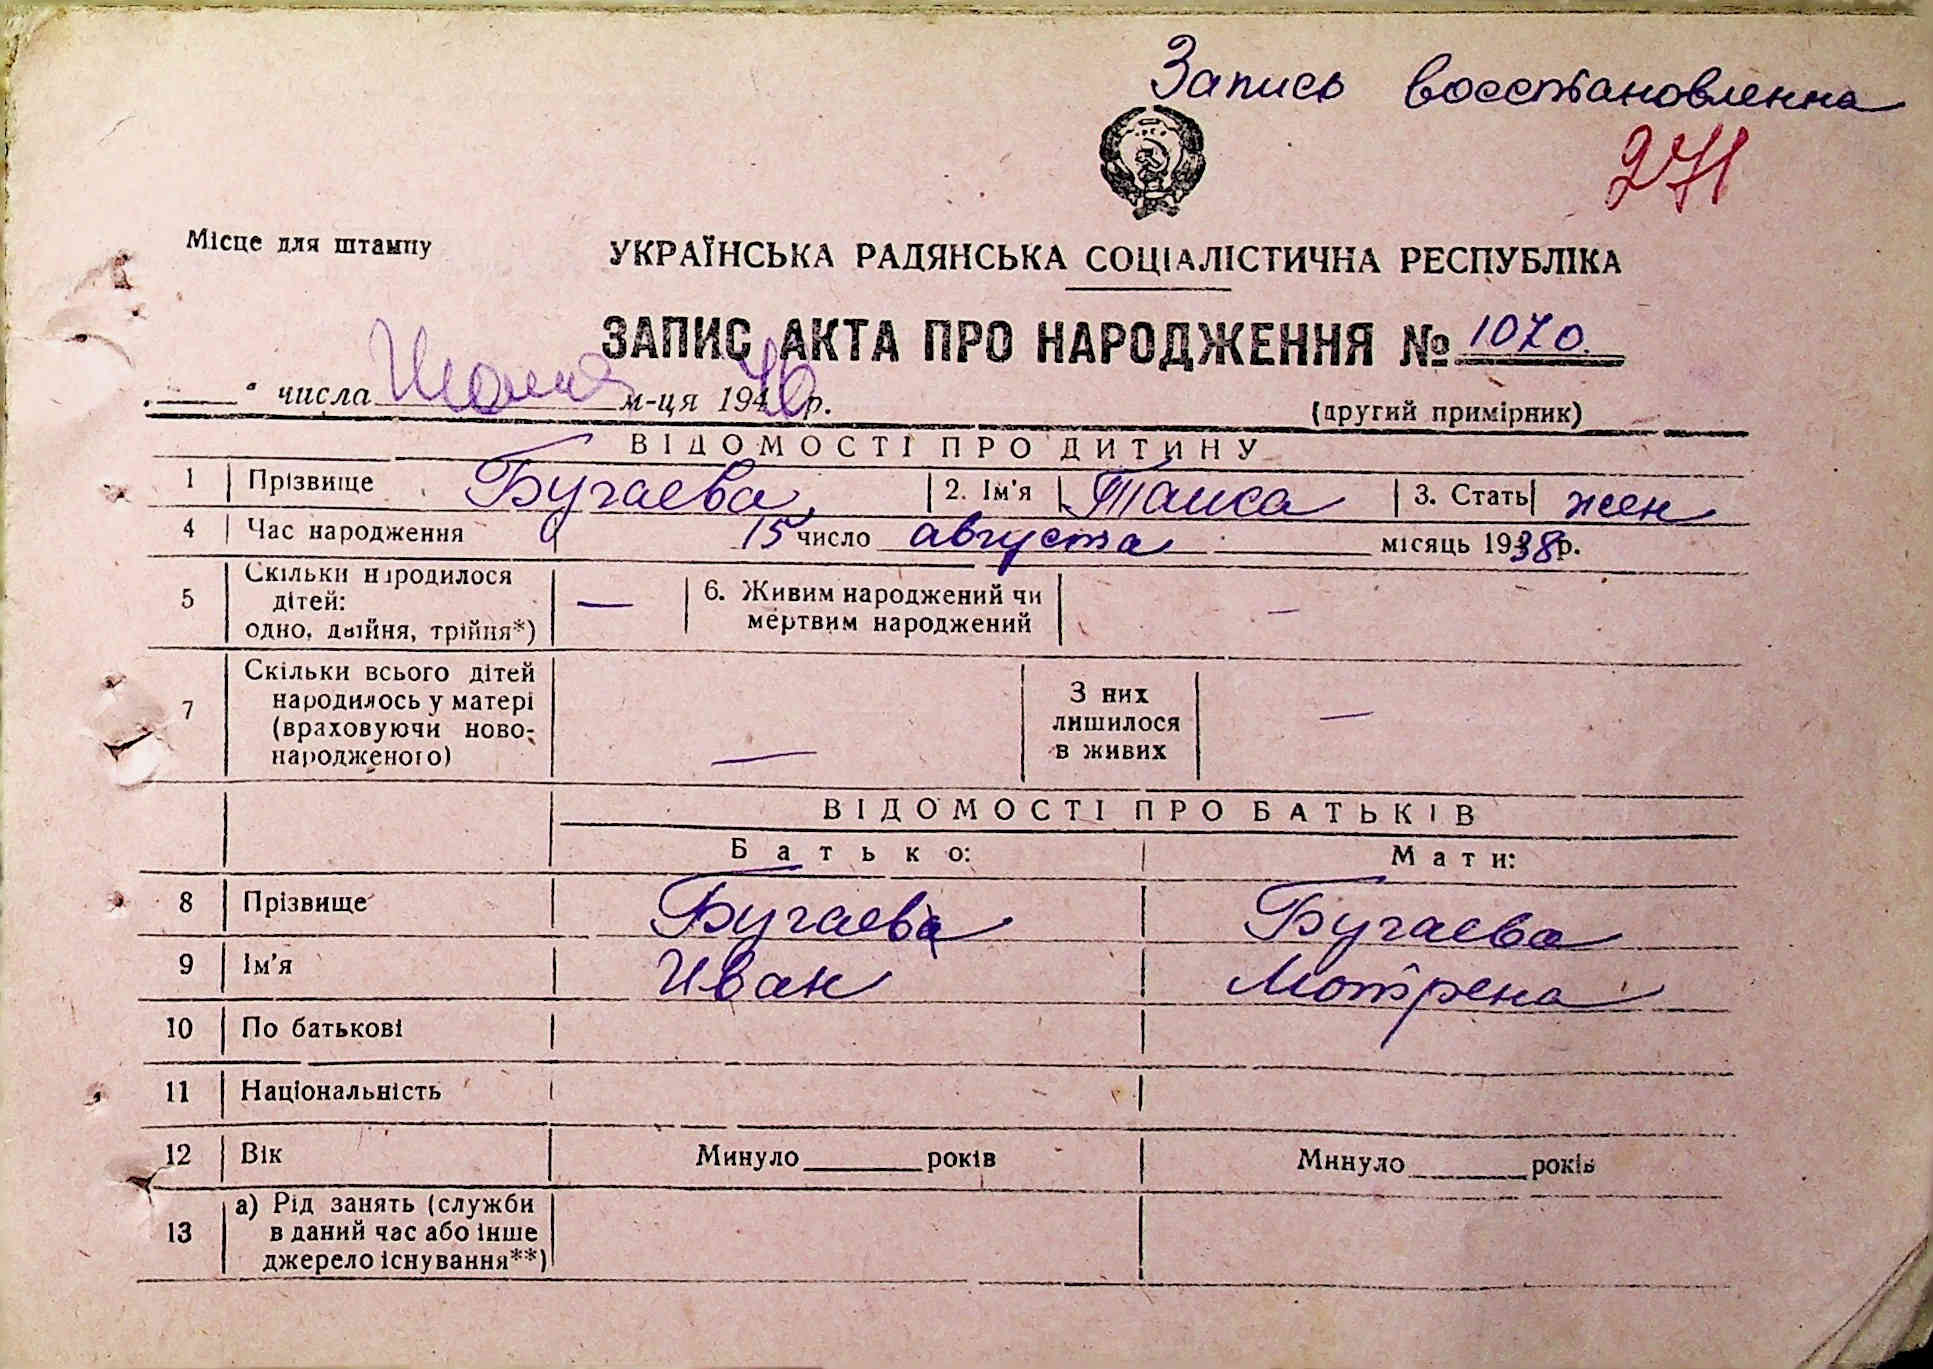 Запись восстановленна
271
Місце для штампу
УКРАЇНСЬКА РАДЯНСЬКА СОЦІАЛІСТИЧНА РЕСПУБЛІКА
ЗАПИС АКТА ПРО НАРОДЖЕННЯ № 1070.
„ “ числа м-ця 194 р.
(другий примірник)
ВІДОМОСТІ ПРО ДИТИНУ
1 Прізвище Бугаева 2. Ім'я Таиса 3. Стать жен
4 Час народження 15 число августа місяць 1938 р.
5 Скільки народилося дітей: — 6. Живим народжений чи —
одно, двійня, трійня*) мертвим народжений
7 Скільки всього дітей З них
народилось у матері лишилося —
(враховуючи ново- в живих
народженого) —
ВІДОМОСТІ ПРО БАТЬКІВ
Батько: Мати:
8 Прізвище Бугаева Бугаева
9 Ім'я Иван Мотрена
10 По батькові
11 Національність
12 Вік Минуло ______ років Минуло ______ років
13 а) Рід занять (служби
в даний час або інше
джерело існування**)